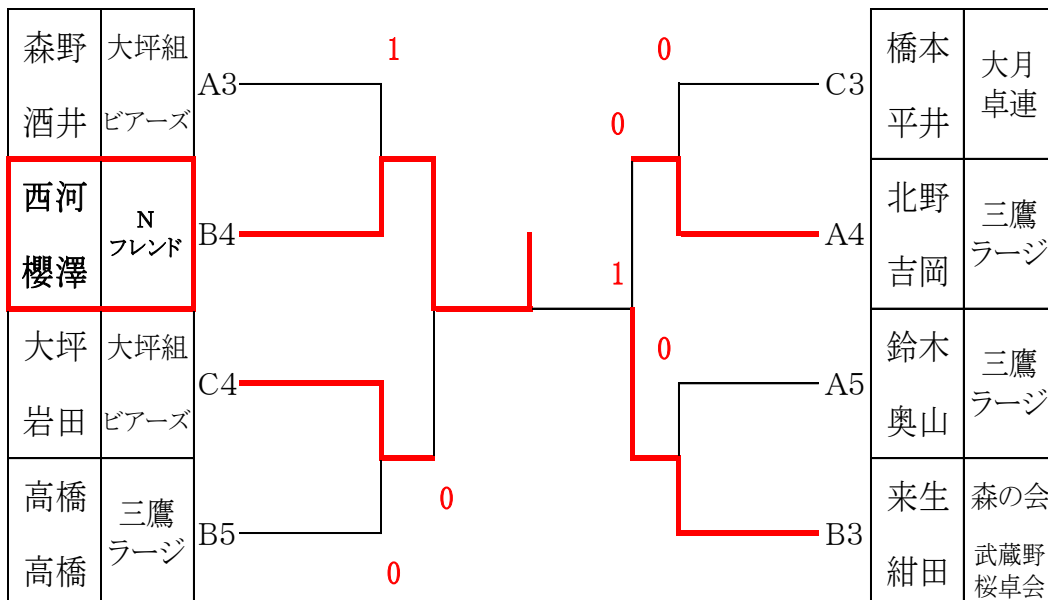 森野 大坪組
A3
酒井 ビアーズ
西河
N
フレンド
B4
櫻澤
大坪 大坪組
C4
岩田 ビアーズ
高橋
三鷹
ラージ
B5
高橋
1
0
0
1
0
0
0
橋本
大月
卓連
C3
平井
北野
三鷹
ラージ
A4
吉岡
鈴木
三鷹
ラージ
A5
奥山
来生 森の会
B3
紺田
武蔵野
桜卓会